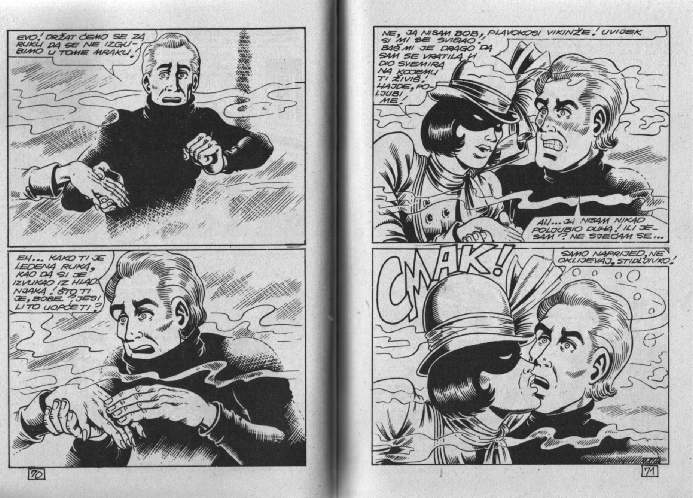 EVO! DRŽAT ĆEMO SE ZA
RUKU DA SE NE IZGU-
BIMO U TOME MRAKU!
EH... KAKO TI JE
LEDENA RUKA,
KAO DA SI JE
IZVUKAO IZ HLAD-
NJAKA! ŠTO TI
JE, BOBE? JESI
LI TO UOPĆE TI?
70
NE, JA NISAM BOB, PLAVOKOSI VIKINŽE! UVIJEK
SI MI SE SVIĐAO
BAŠ MI JE DRAGO DA
SAM SE VRATILA U
DIO SVEMIRA
NA KOJEMU
TI ŽIVIŠ!
HAJDE, PO-
LJUBI
ME
ALI... JA NISAM NIKAD
POLJUBIO DUHA! ILI JE-
SAM? NE SJEĆAM SE...
SAMO NAPRIJED, NE
OKLIJEVAJ, STIDLJIVKO!
CMAK!
71